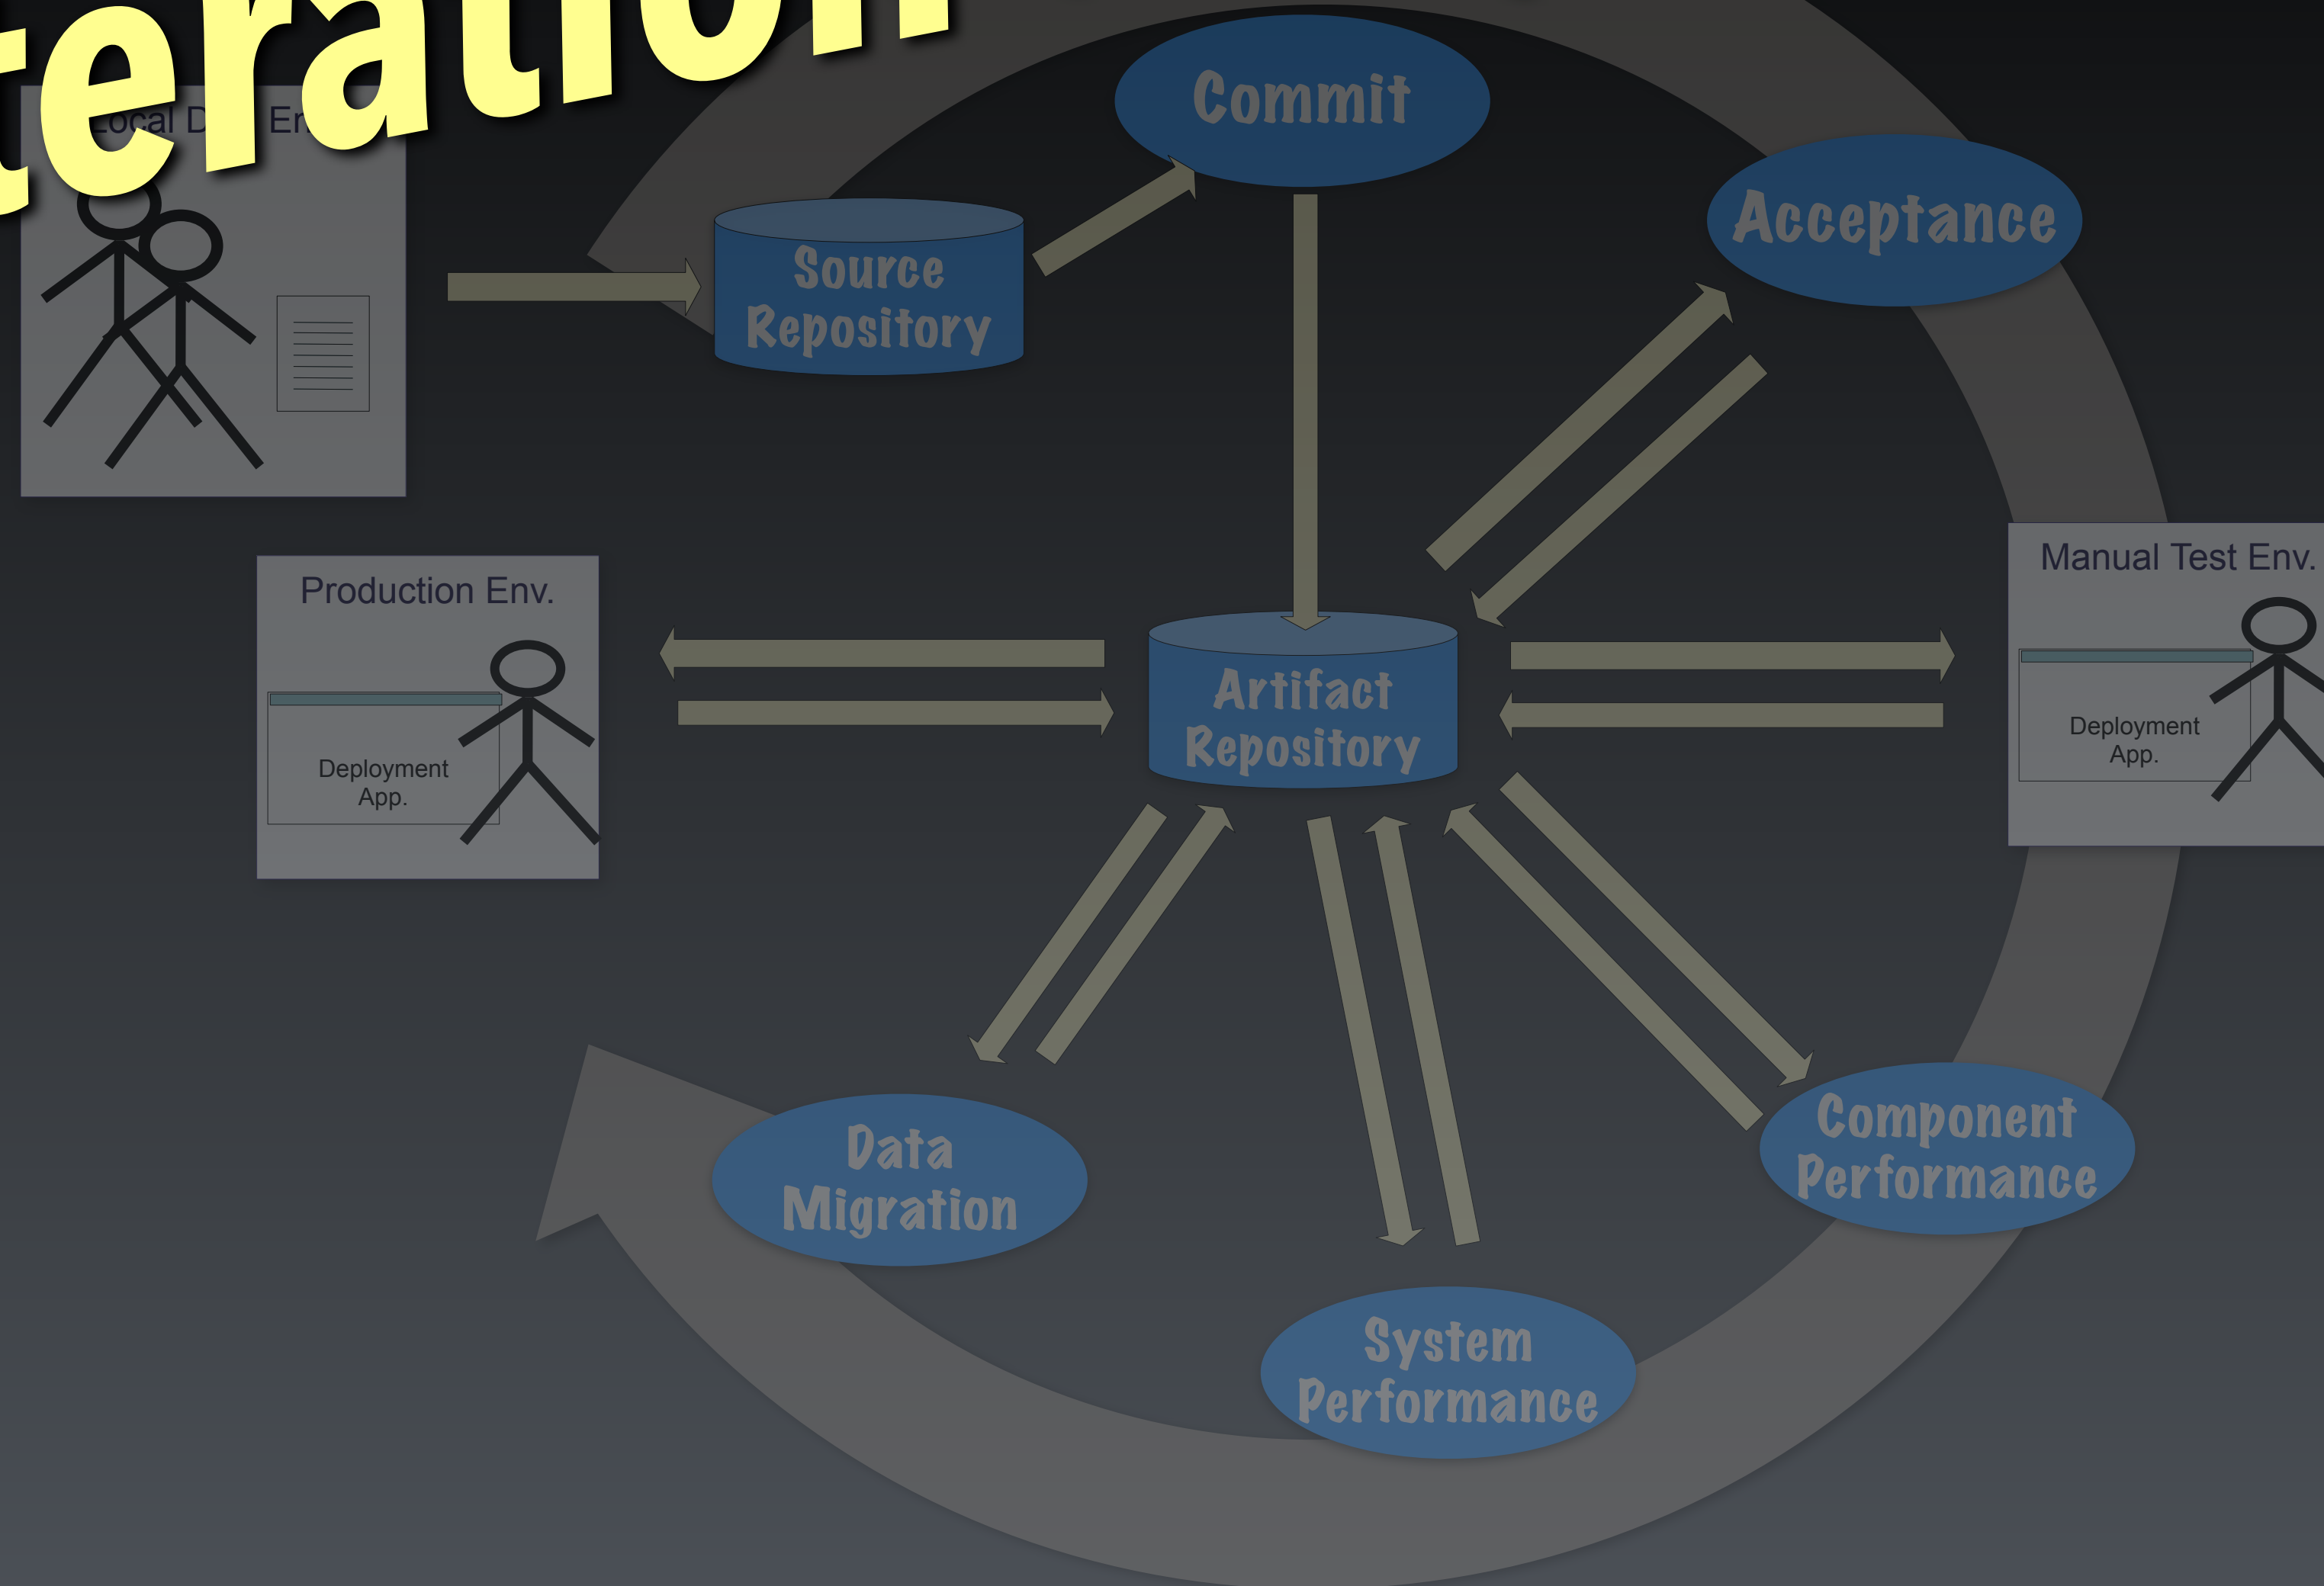 teration
Local D Env
Commit
Acceptance
Source
Repository
Production Env.
Manual Test Env.
Artifact
Repository
Deployment
App.
Deployment
App.
Data
Migration
Component
Performance
System
Performance